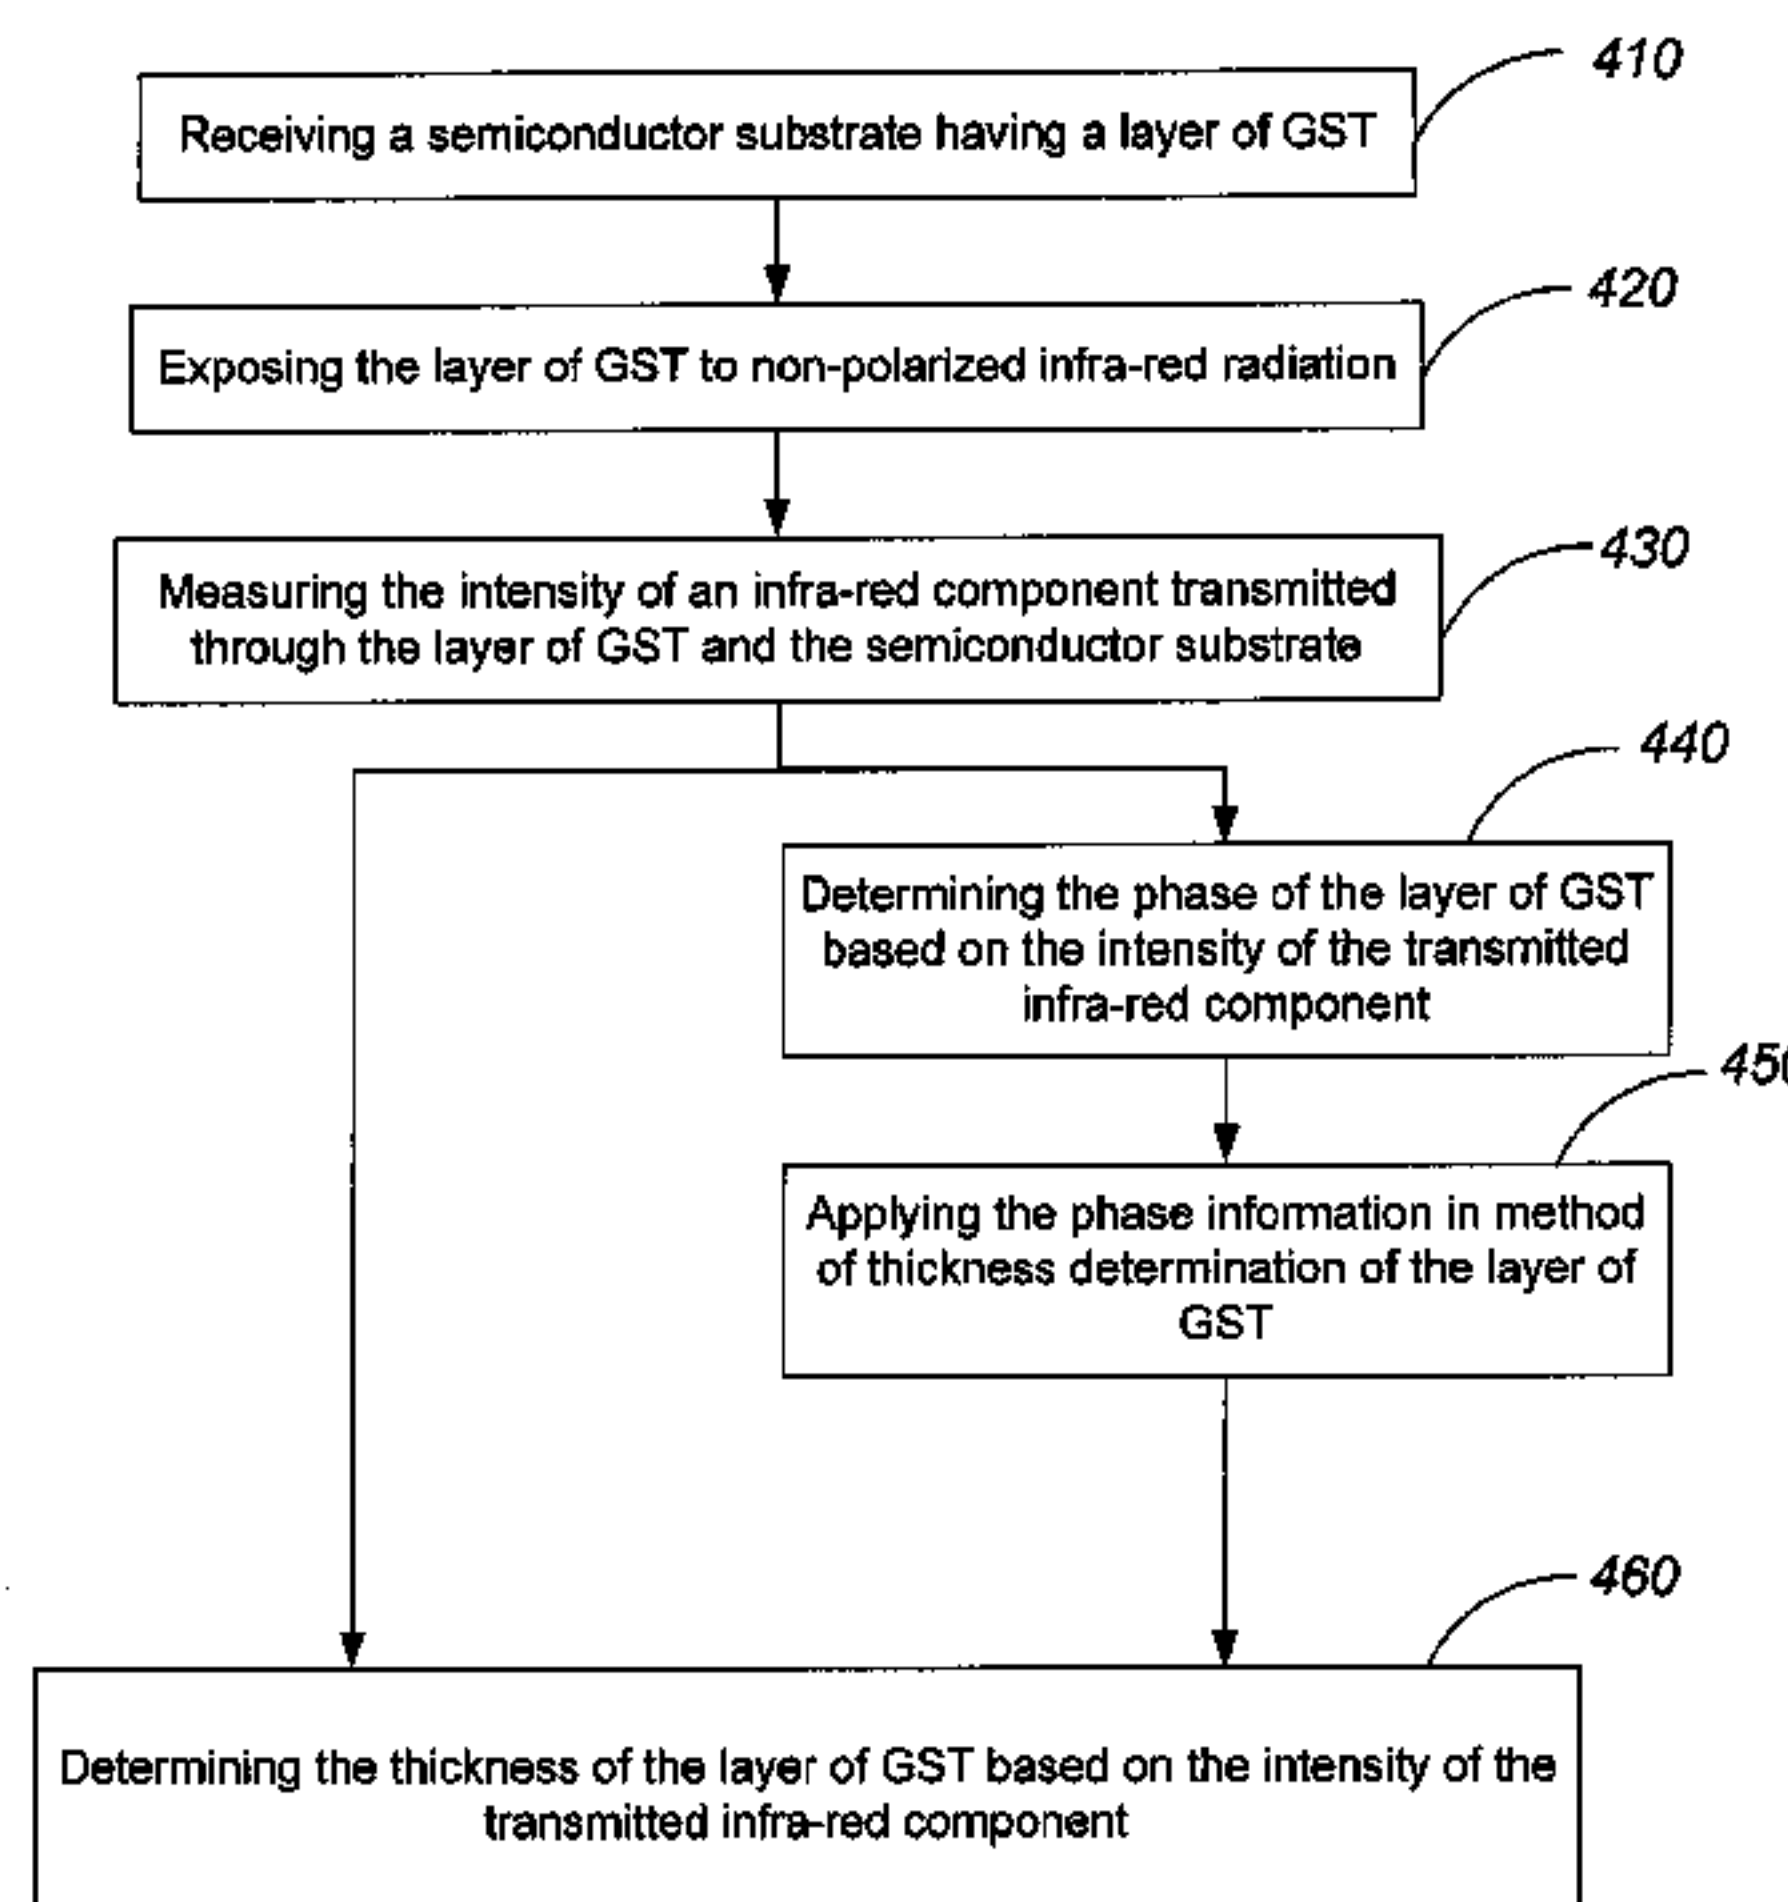 410
Receiving a semiconductor substrate having a layer of GST
420
Exposing the layer of GST to non-polarized infra-red radiation
430
Measuring the intensity of an infra-red component transmitted
through the layer of GST and the semiconductor substrate
440
Determining the phase of the layer of GST
based on the intensity of the transmitted
infra-red component
450
Applying the phase information in method
of thickness determination of the layer of
GST
460
Determining the thickness of the layer of GST based on the intensity of the
transmitted infra-red component